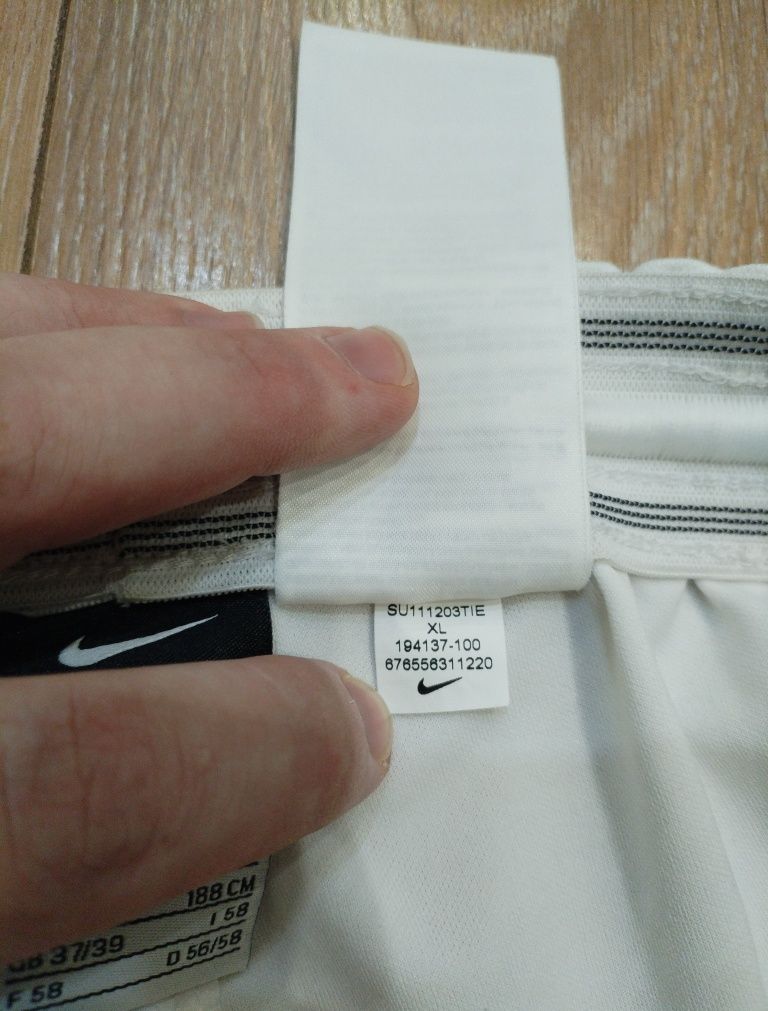 SU111203TIE
XL
194137-100
676556311220
188 CM
I 58
GB 37/39
D 56/58
F 58